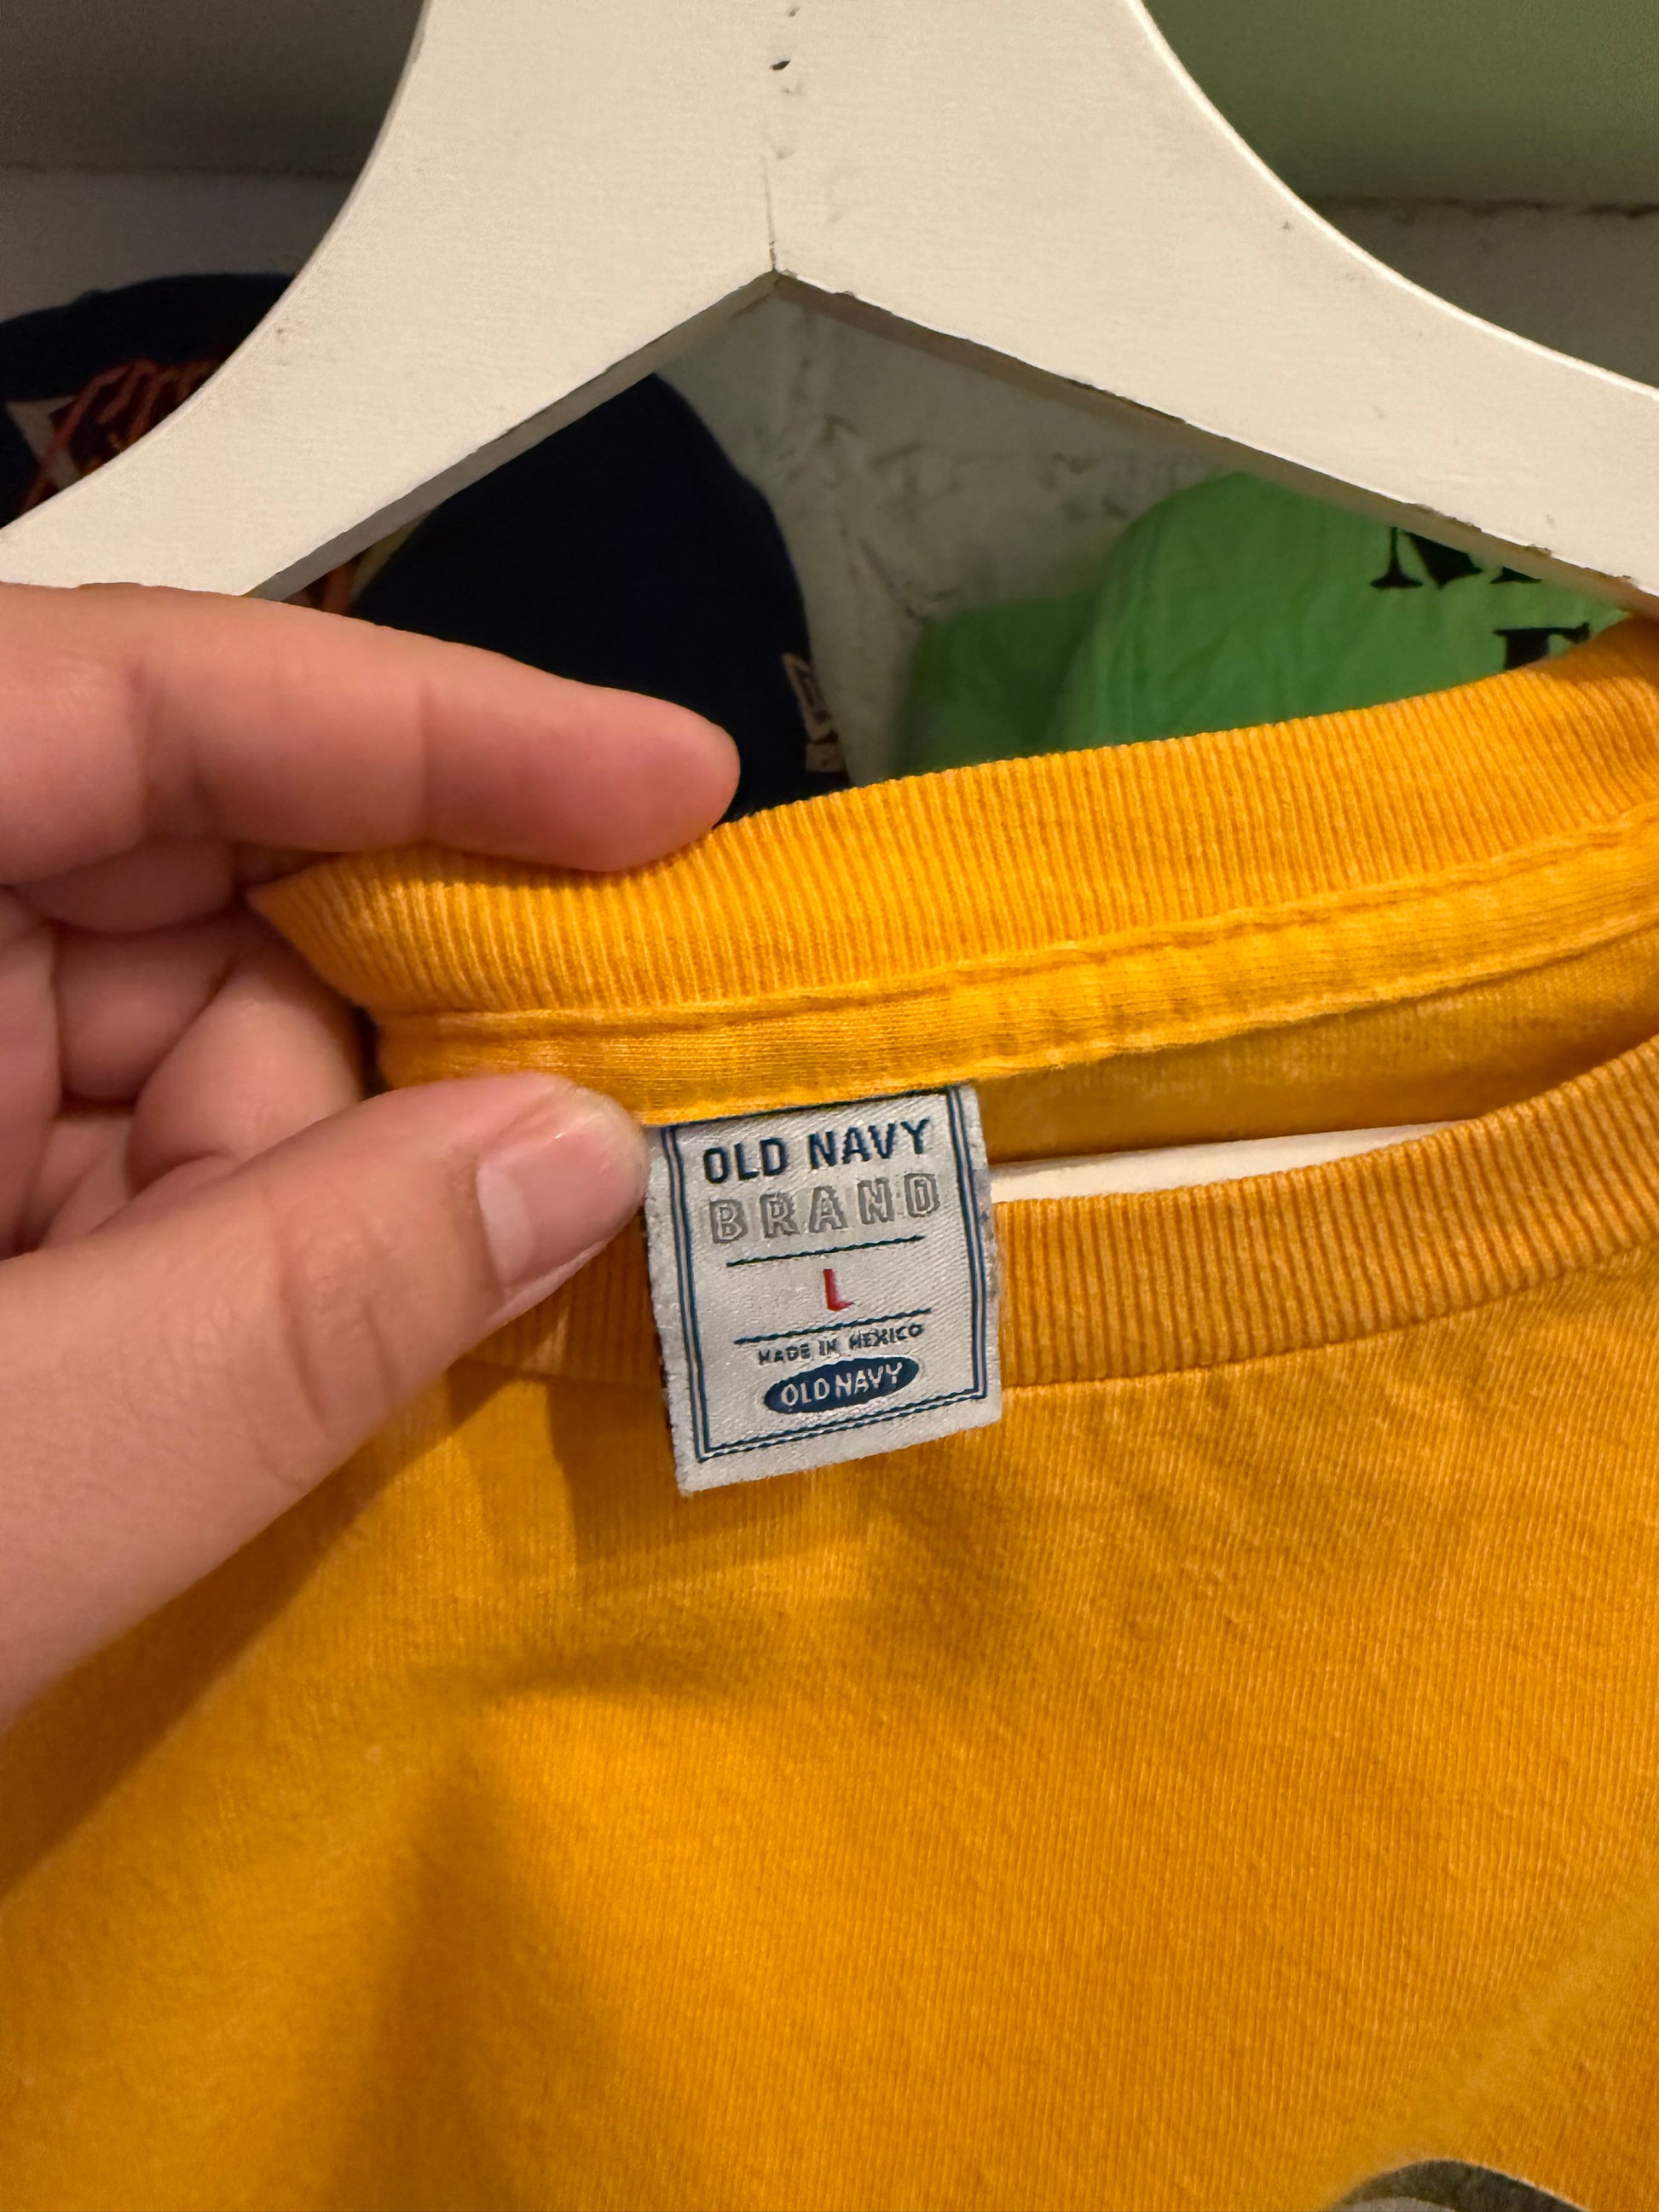 OLD NAVY
BRAND
L
MADE IN MEXICO
OLD NAVY